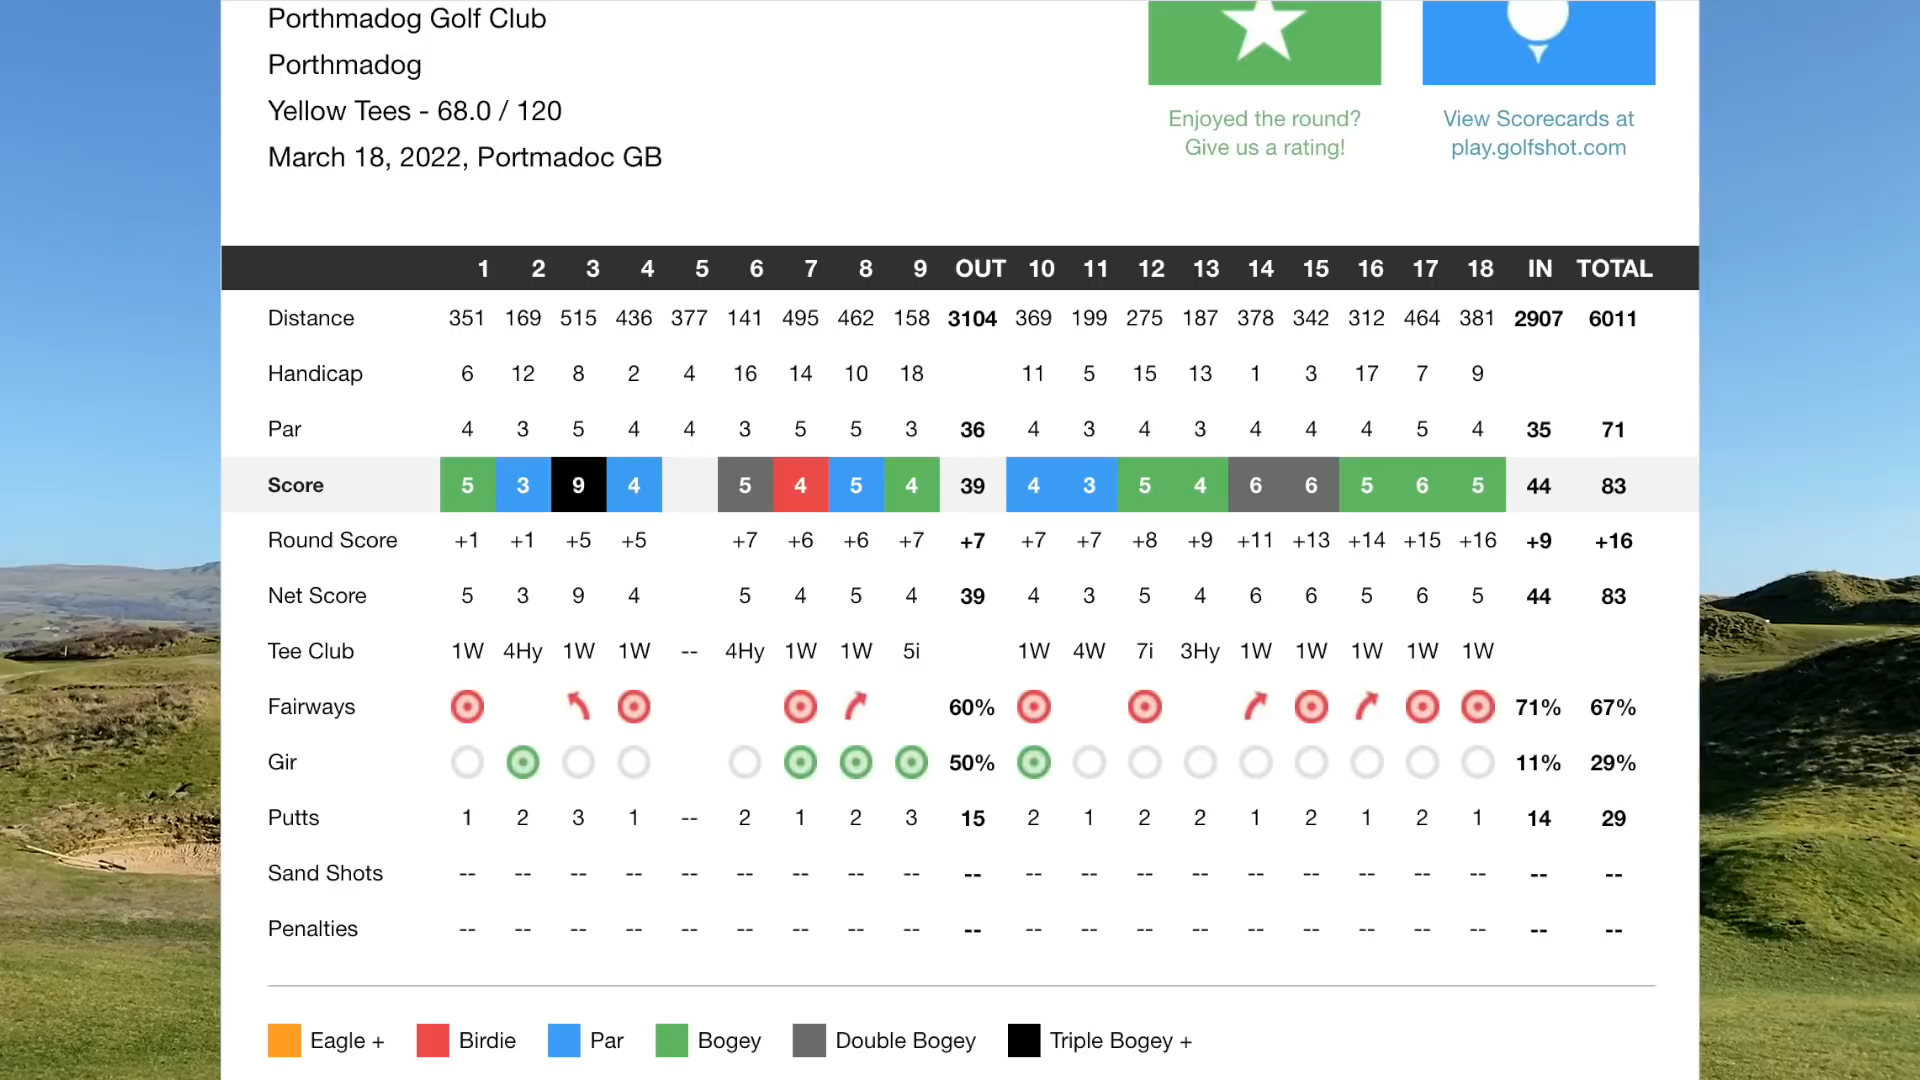 Porthmadog Golf Club
Porthmadog
Yellow Tees - 68.0 / 120
March 18, 2022, Portmadoc GB
Enjoyed the round?
Give us a rating!
View Scorecards at
play.golfshot.com
1 2 3 4 5 6 7 8 9 OUT 10 11 12 13 14 15 16 17 18 IN TOTAL
Distance 351 169 515 436 377 141 495 462 158 3104 369 199 275 187 378 342 312 464 381 2907 6011
Handicap 6 12 8 2 4 16 14 10 18 11 5 15 13 1 3 17 7 9
Par 4 3 5 4 4 3 5 5 3 36 4 3 4 3 4 4 4 5 4 35 71
Score 5 3 9 4 5 4 5 4 39 4 3 5 4 6 6 5 6 5 44 83
Round Score +1 +1 +5 +5 +7 +6 +6 +7 +7 +7 +7 +8 +9 +11 +13 +14 +15 +16 +9 +16
Net Score 5 3 9 4 5 4 5 4 39 4 3 5 4 6 6 5 6 5 44 83
Tee Club 1W 4Hy 1W 1W -- 4Hy 1W 1W 5i 1W 4W 7i 3Hy 1W 1W 1W 1W 1W
Fairways 60% 71% 67%
Gir 50% 11% 29%
Putts 1 2 3 1 -- 2 1 2 3 15 2 1 2 2 1 2 1 2 1 14 29
Sand Shots -- -- -- -- -- -- -- -- -- -- -- -- -- -- -- -- -- -- -- -- --
Penalties -- -- -- -- -- -- -- -- -- -- -- -- -- -- -- -- -- -- -- -- --
Eagle + Birdie Par Bogey Double Bogey Triple Bogey +